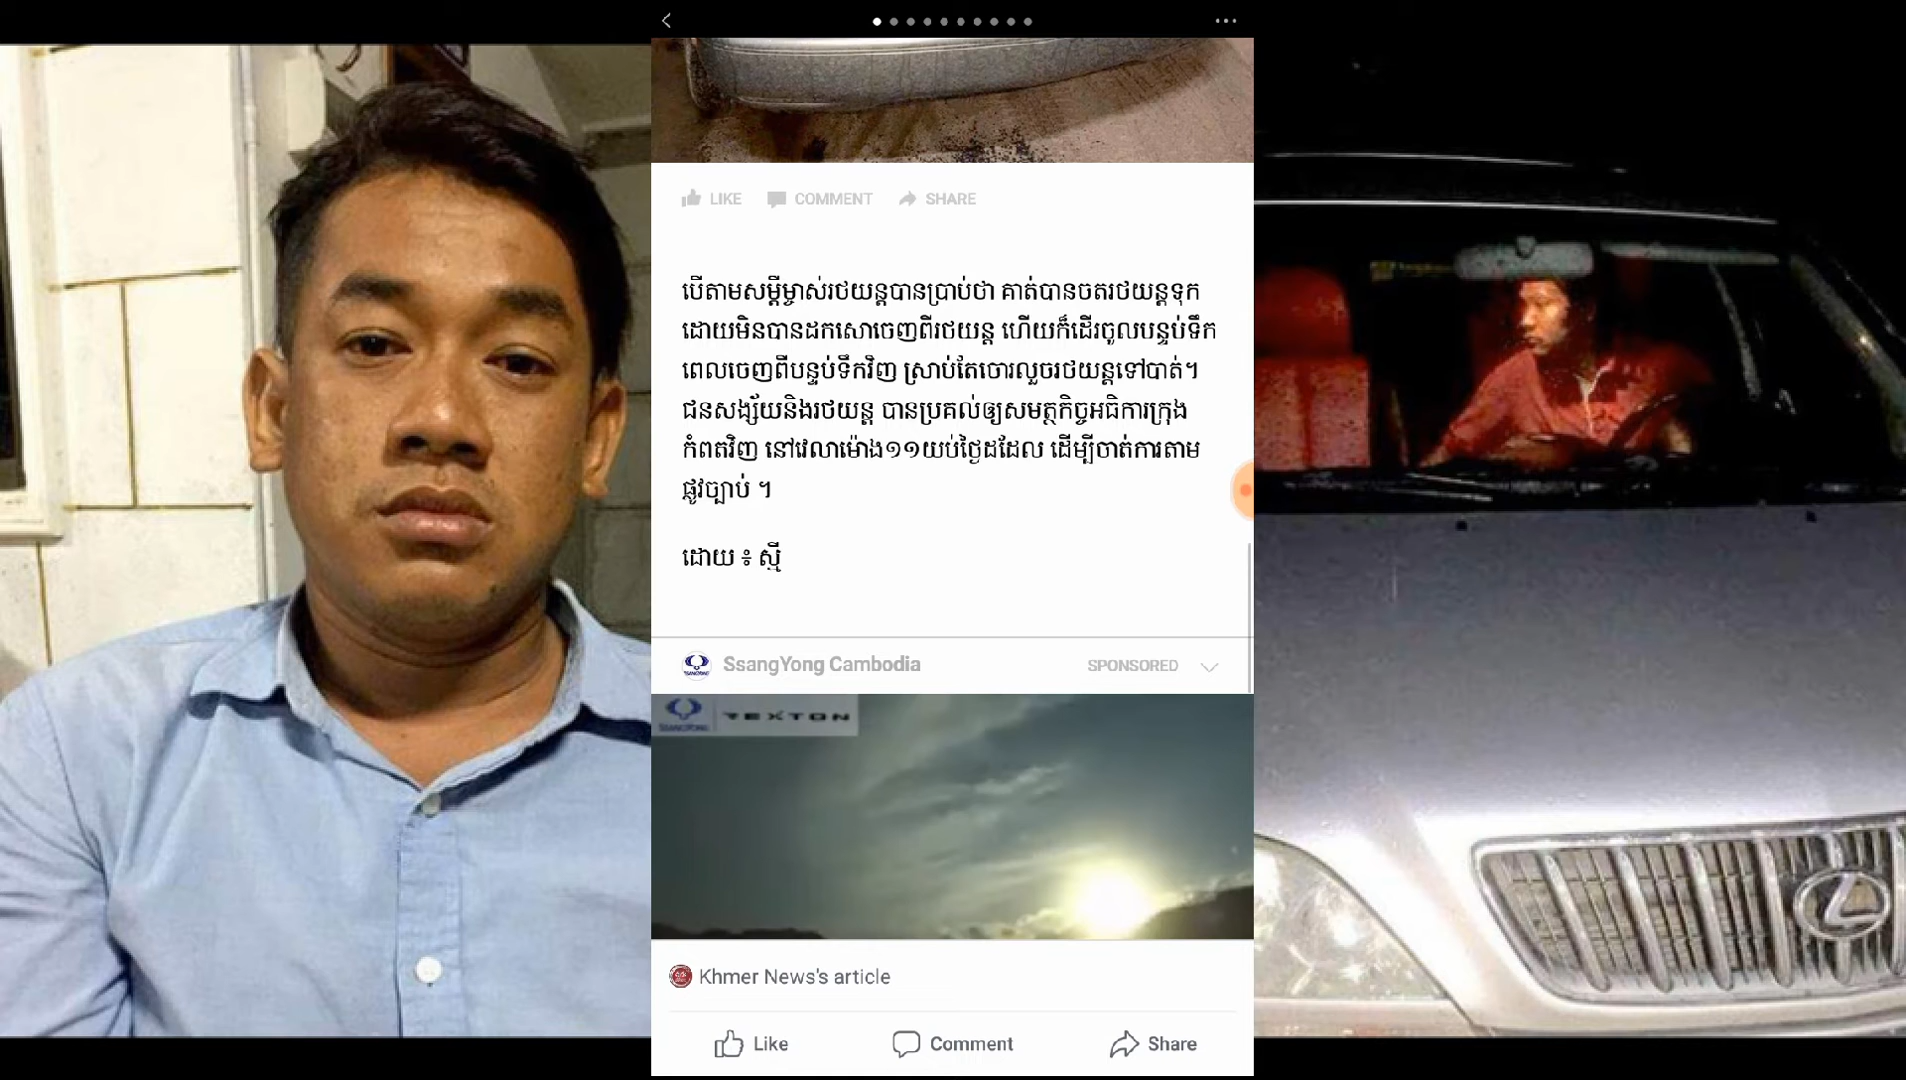 LIKE COMMENT SHARE
បើតាមសម្ដីម្ចាស់រថយន្តបានប្រាប់ថា គាត់បានចតរថយន្តទុក
ដោយមិនបានដកសោចេញពីរថយន្ត ហើយក៏ដើរចូលបន្ទប់ទឹក
ពេលចេញពីបន្ទប់ទឹកវិញ ស្រាប់តែចោរលួចរថយន្តទៅបាត់។
ជនសង្ស័យនិងរថយន្ត បានប្រគល់ឲ្យសមត្ថកិច្ចអធិការក្រុង
កំពតវិញ នៅវេលាម៉ោង១១យប់ថ្ងៃដដែល ដើម្បីចាត់ការតាម
ផ្លូវច្បាប់ ។
ដោយ ៖ ស្មី
SsangYong Cambodia SPONSORED
SSANGYONG REXTON
Khmer News's article
Like Comment Share